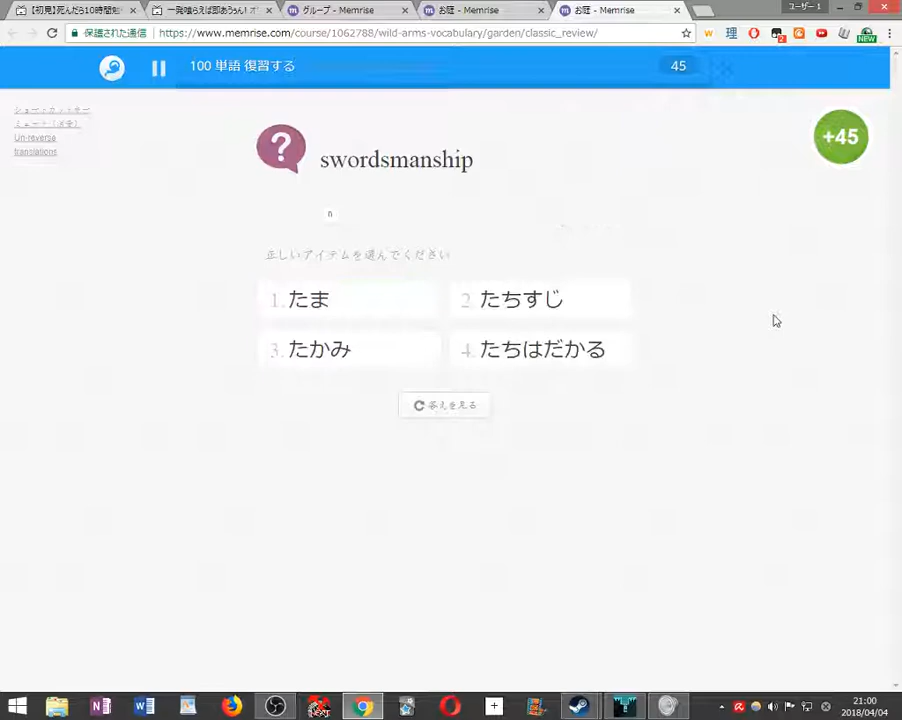 【初見】死んだら10時間勉
一発喰らえば即あうろん! オ
グループ - Memrise
お庭 - Memrise
お庭 - Memrise
ユーザー 1
保護された通信
https://www.memrise.com/course/1062788/wild-arms-vocabulary/garden/classic_review/
100 単語 復習する
45
Un-reverse
translations
+45
swordsmanship
n
正しいアイテムを選んでください
1. たま
2 たちすじ
3. たかみ
4. たちはだかる
答えを見る
21:00
2018/04/04